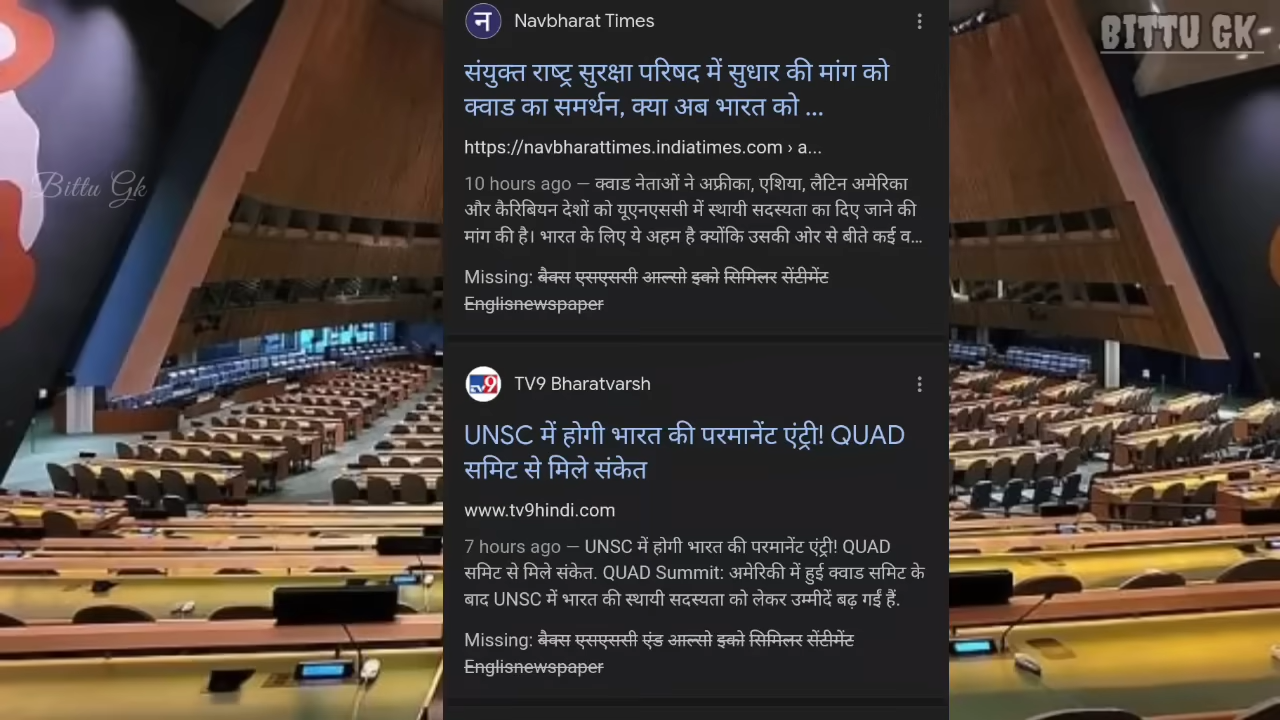 BITTU GK
Bittu Gk
न
Navbharat Times
संयुक्त राष्ट्र सुरक्षा परिषद में सुधार की मांग को
क्वाड का समर्थन, क्या अब भारत को ...
https://navbharattimes.indiatimes.com › a...
10 hours ago — क्वाड नेताओं ने अफ्रीका, एशिया, लैटिन अमेरिका
और कैरिबियन देशों को यूएनएससी में स्थायी सदस्यता का दिए जाने की
मांग की है। भारत के लिए ये अहम है क्योंकि उसकी ओर से बीते कई व...
Missing: बैक्स एसएससी आल्सो इको सिमिलर सेंटीमेंट
Englisnewspaper
TV9
TV9 Bharatvarsh
UNSC में होगी भारत की परमानेंट एंट्री! QUAD
समिट से मिले संकेत
www.tv9hindi.com
7 hours ago — UNSC में होगी भारत की परमानेंट एंट्री! QUAD
समिट से मिले संकेत. QUAD Summit: अमेरिकी में हुई क्वाड समिट के
बाद UNSC में भारत की स्थायी सदस्यता को लेकर उम्मीदें बढ़ गईं हैं.
Missing: बैक्स एसएससी एंड आल्सो इको सिमिलर सेंटीमेंट
Englisnewspaper